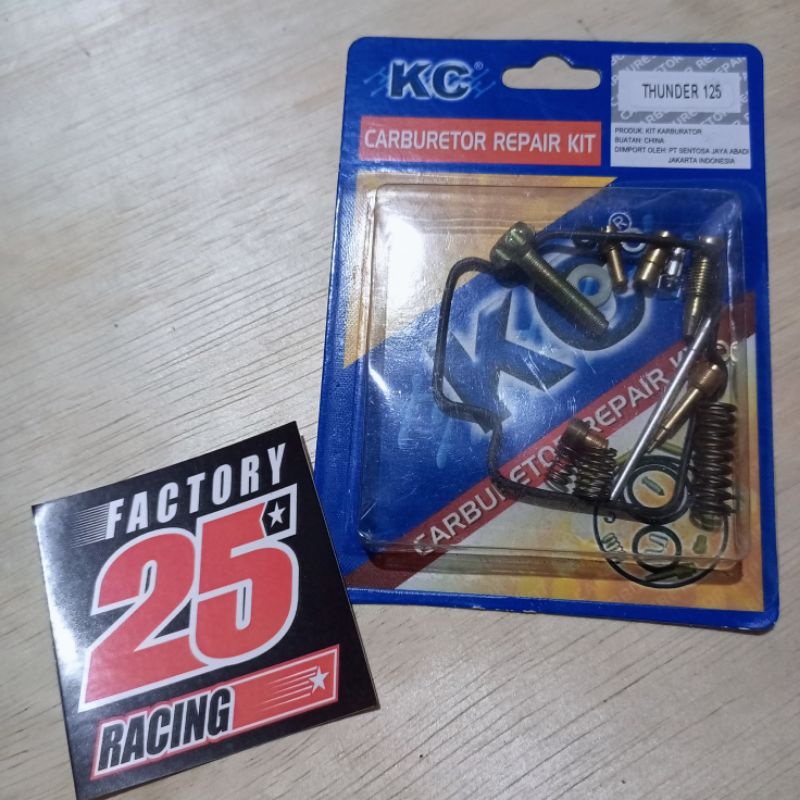 KC®
CARBURETOR REPAIR KIT
THUNDER 125
PRODUK: KIT KARBURATOR
BUATAN: CHINA
DIIMPORT OLEH: PT SENTOSA JAYA ABADI
JAKARTA INDONESIA
KC®
CARBURETOR REPAIR KIT
FACTORY
25
RACING